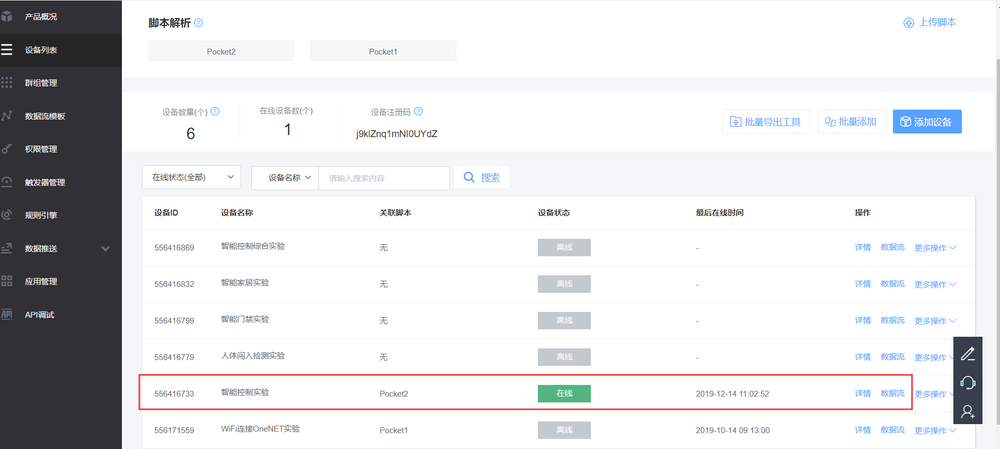 产品概况
设备列表
群组管理
数据流模板
权限管理
触发器管理
规则引擎
数据推送
应用管理
API调试
脚本解析 ?
上传脚本
Pocket2 Pocket1
设备数量(个) ? 在线设备数(个) 设备注册码 ?
6 1 j9klZnq1mNI0UYdZ
批量导出工具 批量添加 添加设备
在线状态(全部) 设备名称 请输入搜索内容 搜索
设备ID 设备名称 关联脚本 设备状态 最后在线时间 操作
556416869 智能控制综合实验 无 离线 - 详情 数据流 更多操作
556416832 智能家居实验 无 离线 - 详情 数据流 更多操作
556416799 智能门禁实验 无 离线 - 详情 数据流 更多操作
556416779 人体闯入检测实验 无 离线 - 详情 数据流 更多操作
556416733 智能控制实验 Pocket2 在线 2019-12-14 11:02:52 详情 数据流 更多操作
556171559 WiFi连接OneNET实验 Pocket1 离线 2019-10-14 09:13:00 详情 数据流 更多操作